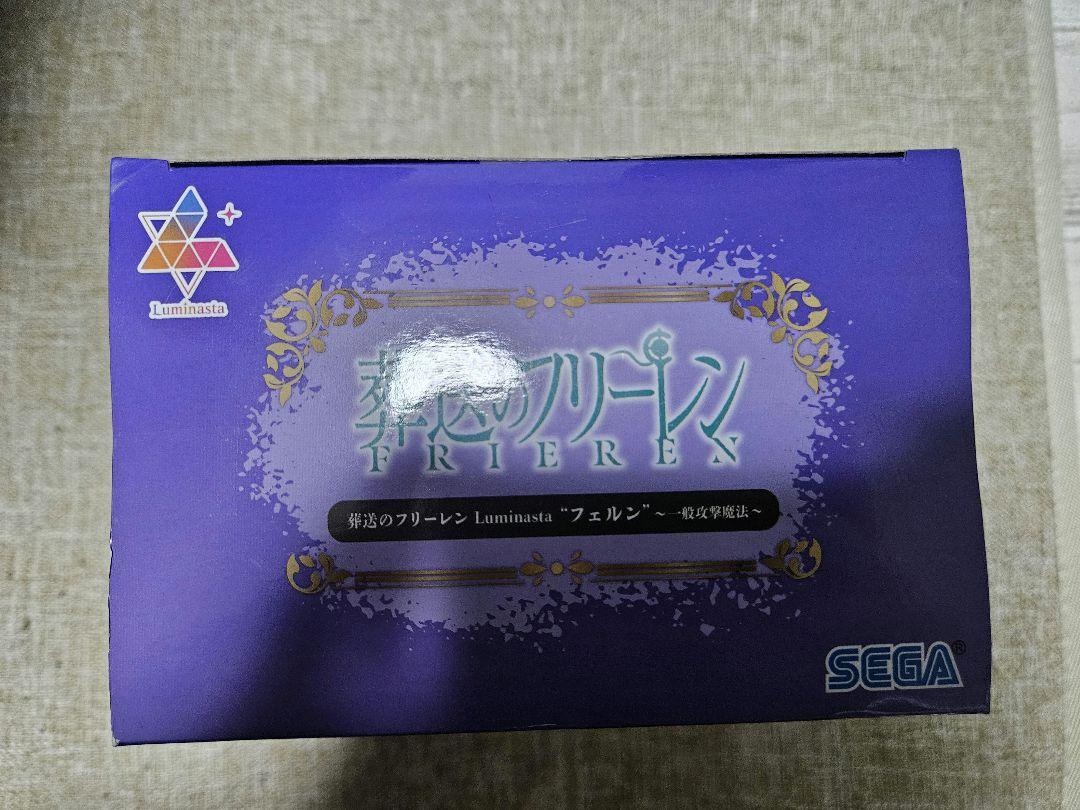 Luminasta
葬送のフリーレン
FRIEREN
葬送のフリーレン Luminasta “フェルン”～一般攻撃魔法～
SEGA®